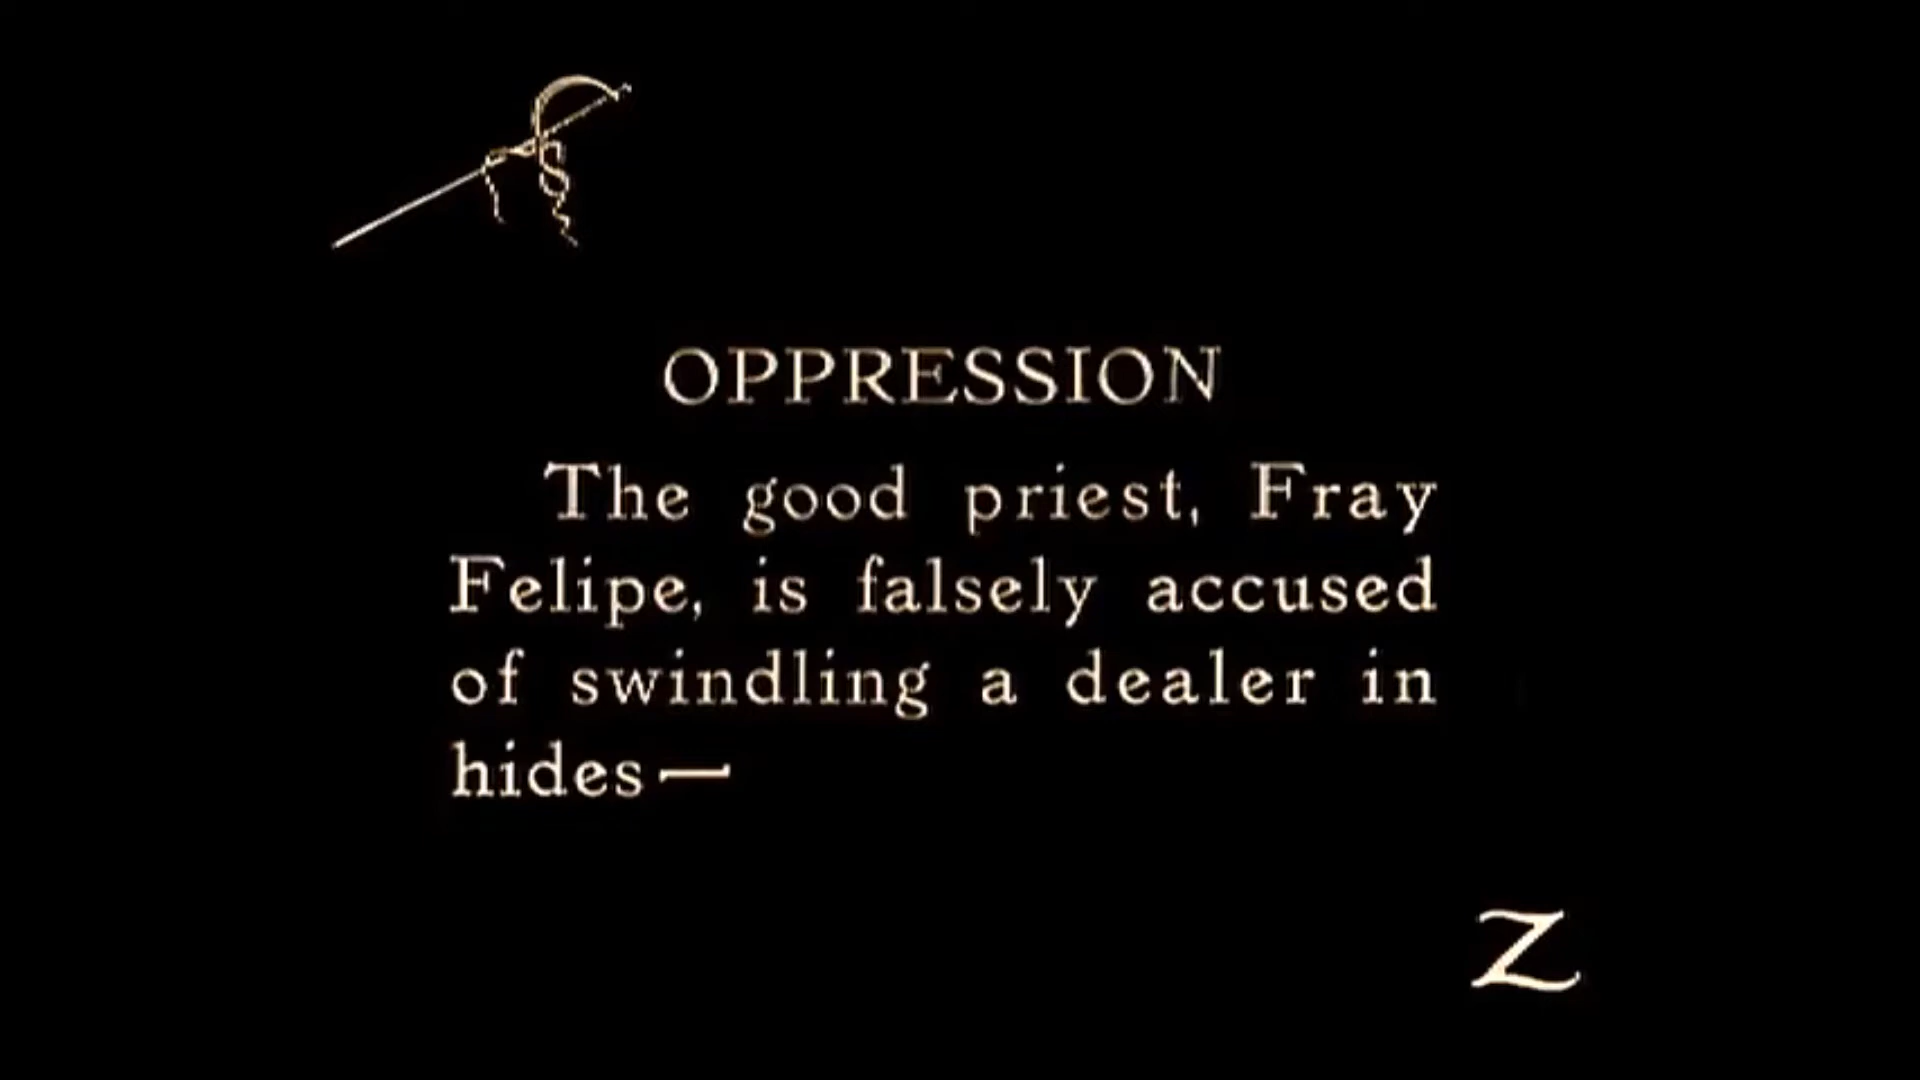 OPPRESSION
The good priest, Fray
Felipe, is falsely accused
of swindling a dealer in
hides—
Z